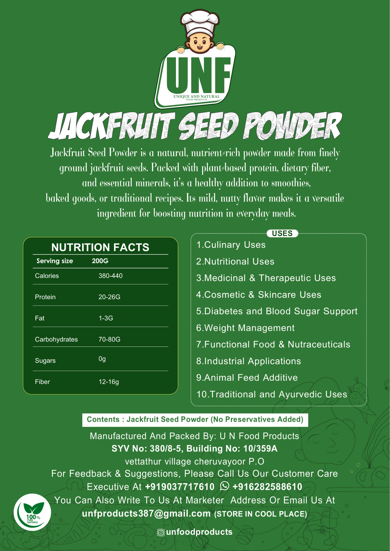 UNF
UNIQUE AND NATURAL
JACKFRUIT SEED POWDER
Jackfruit Seed Powder is a natural, nutrient-rich powder made from finely
ground jackfruit seeds. Packed with plant-based protein, dietary fiber,
and essential minerals, it's a healthy addition to smoothies,
baked goods, or traditional recipes. Its mild, nutty flavor makes it a versatile
ingredient for boosting nutrition in everyday meals.
NUTRITION FACTS
Serving size 200G
Calories 380-440
Protein 20-26G
Fat 1-3G
Carbohydrates 70-80G
Sugars 0g
Fiber 12-16g
USES
1.Culinary Uses
2.Nutritional Uses
3.Medicinal & Therapeutic Uses
4.Cosmetic & Skincare Uses
5.Diabetes and Blood Sugar Support
6.Weight Management
7.Functional Food & Nutraceuticals
8.Industrial Applications
9.Animal Feed Additive
10.Traditional and Ayurvedic Uses
Contents : Jackfruit Seed Powder (No Preservatives Added)
Manufactured And Packed By: U N Food Products
SYV No: 380/8-5, Building No: 10/359A
vettathur village cheruvayoor P.O
For Feedback & Suggestions, Please Call Us Our Customer Care
Executive At +919037717610 +916282588610
You Can Also Write To Us At Marketer Address Or Email Us At
unfproducts387@gmail.com (STORE IN COOL PLACE)
100%
unfoodproducts